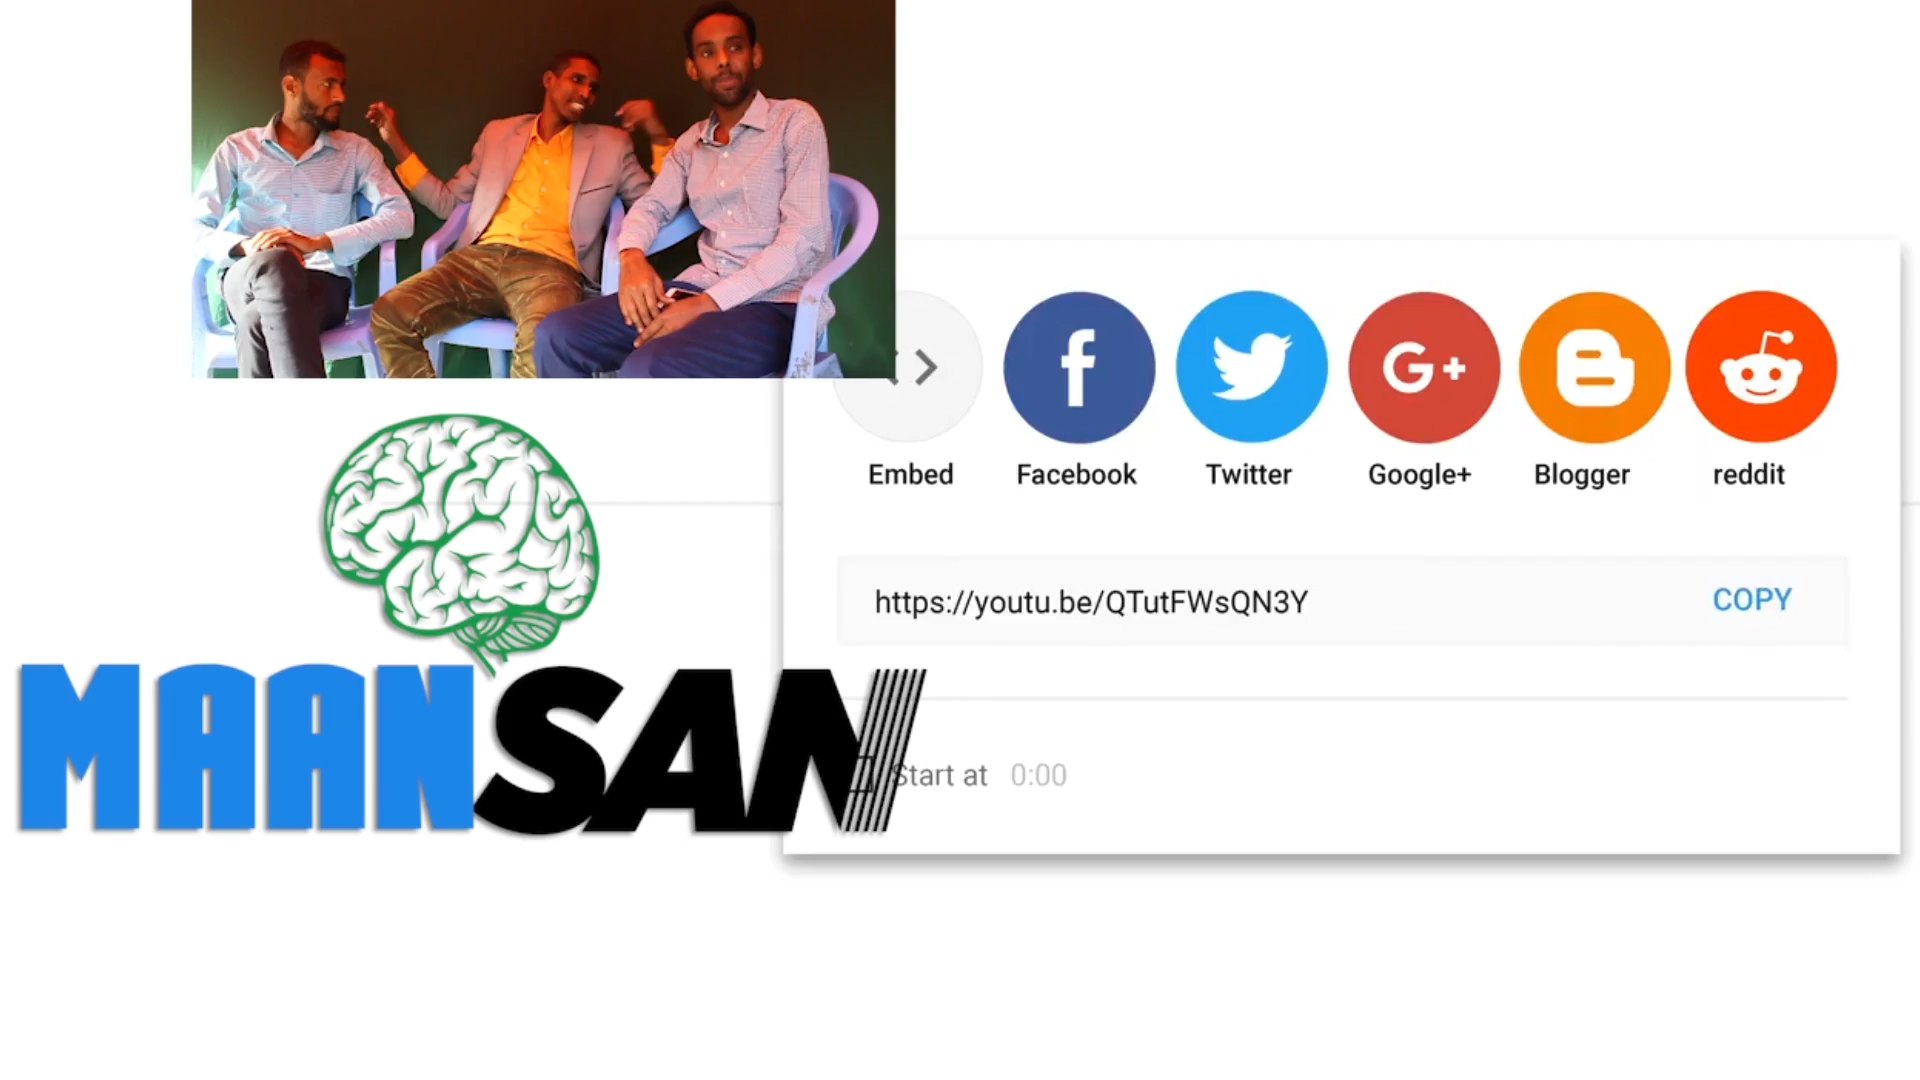 Embed Facebook Twitter Google+ Blogger reddit
https://youtu.be/QTutFWsQN3Y COPY
MAANSAN
Start at 0:00